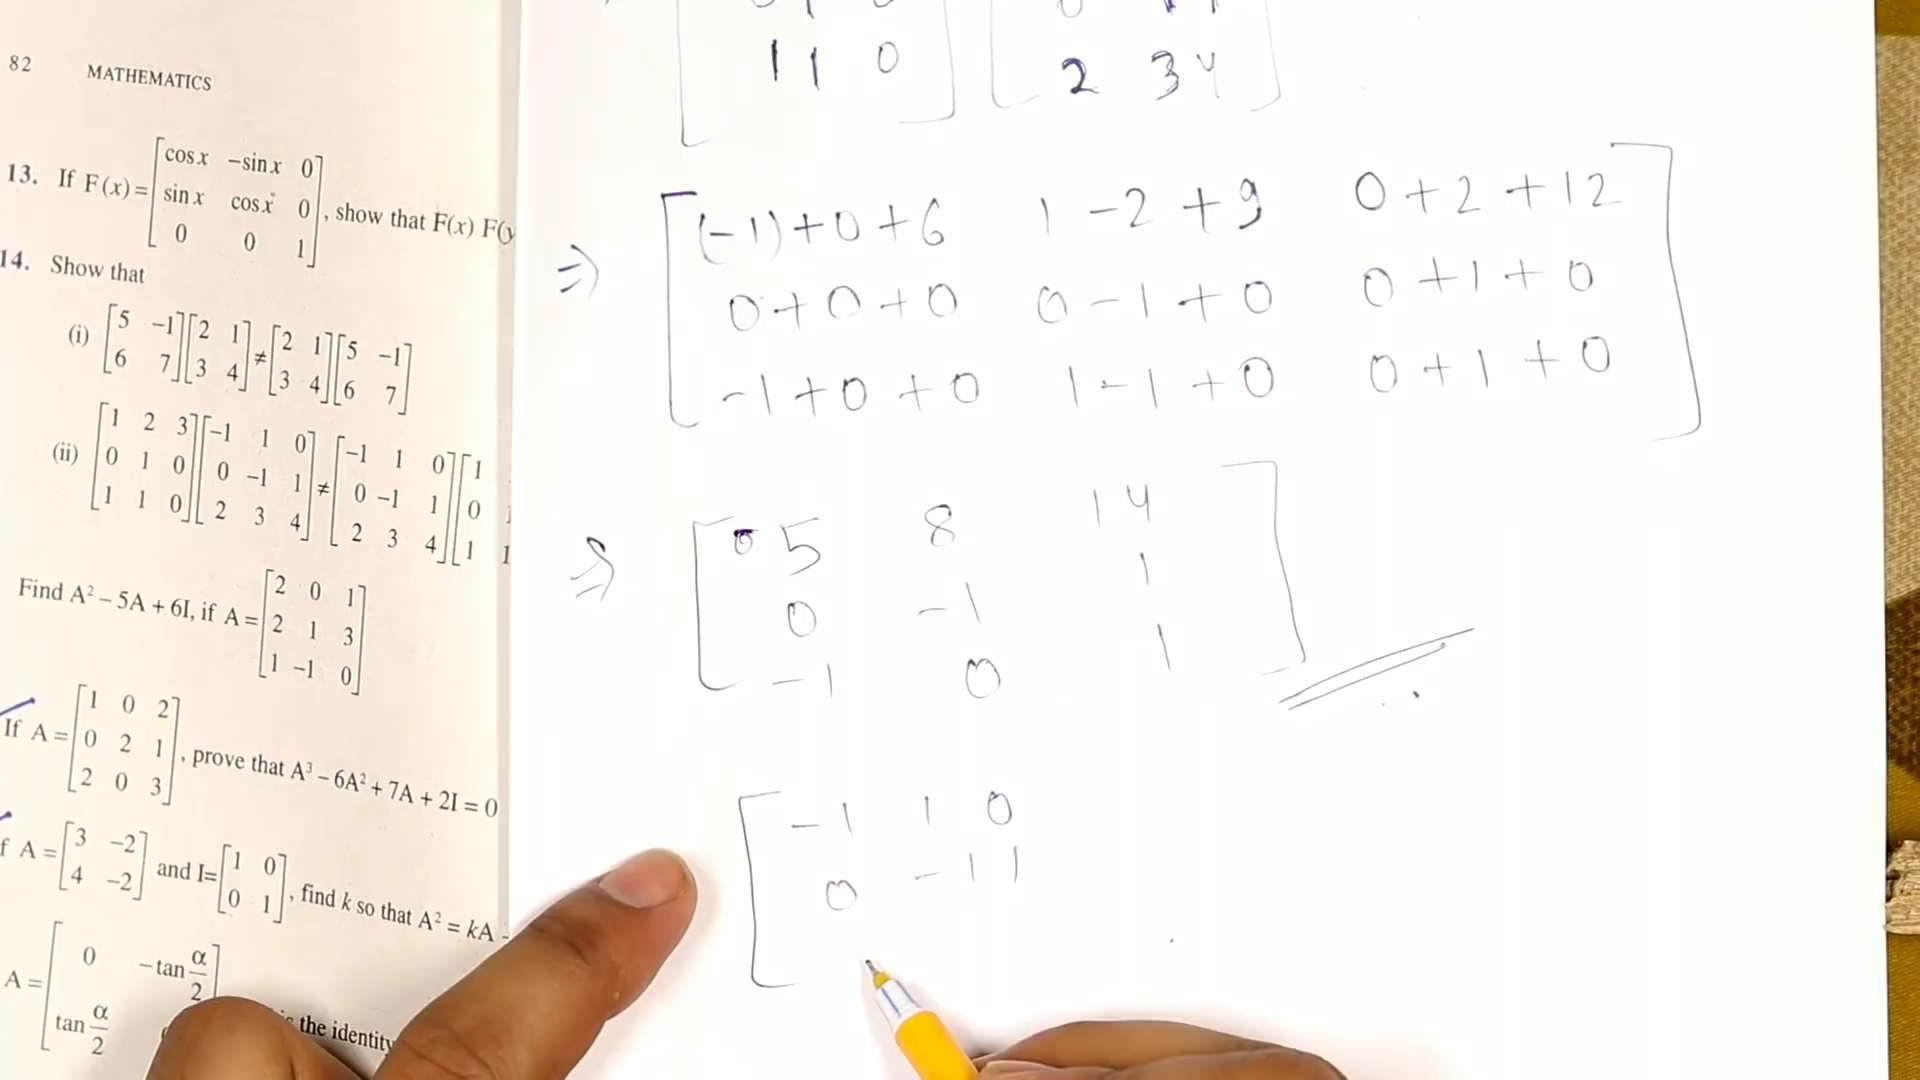 82 MATHEMATICS
13. If F(x) = [cos x −sin x 0
sin x cos x 0
0 0 1], show that F(x) F(y
14. Show that
(i) [5 −1
6 7] [2 1
3 4] ≠ [2 1
3 4] [5 −1
6 7]
(ii) [1 2 3
0 1 0
1 1 0] [−1 1 0
0 −1 1
2 3 4] ≠ [−1 1 0
0 −1 1
2 3 4] [1
0
1 1
Find A² − 5A + 6I, if A = [2 0 1
2 1 3
1 −1 0]
If A = [1 0 2
0 2 1
2 0 3], prove that A³ − 6A² + 7A + 2I = 0
f A = [3 −2
4 −2] and I= [1 0
0 1], find k so that A² = kA
A = [0 −tan α/2
tan α/2
the identity
1 1 0] [2 3 4]
⇒ [(-1)+0+6 1-2+9 0+2+12
0+0+0 0-1+0 0+1+0
-1+0+0 1-1+0 0+1+0]
⇒ [5 8 14
0 -1 1
-1 0 1]
[-1 1 0
0 -1 1